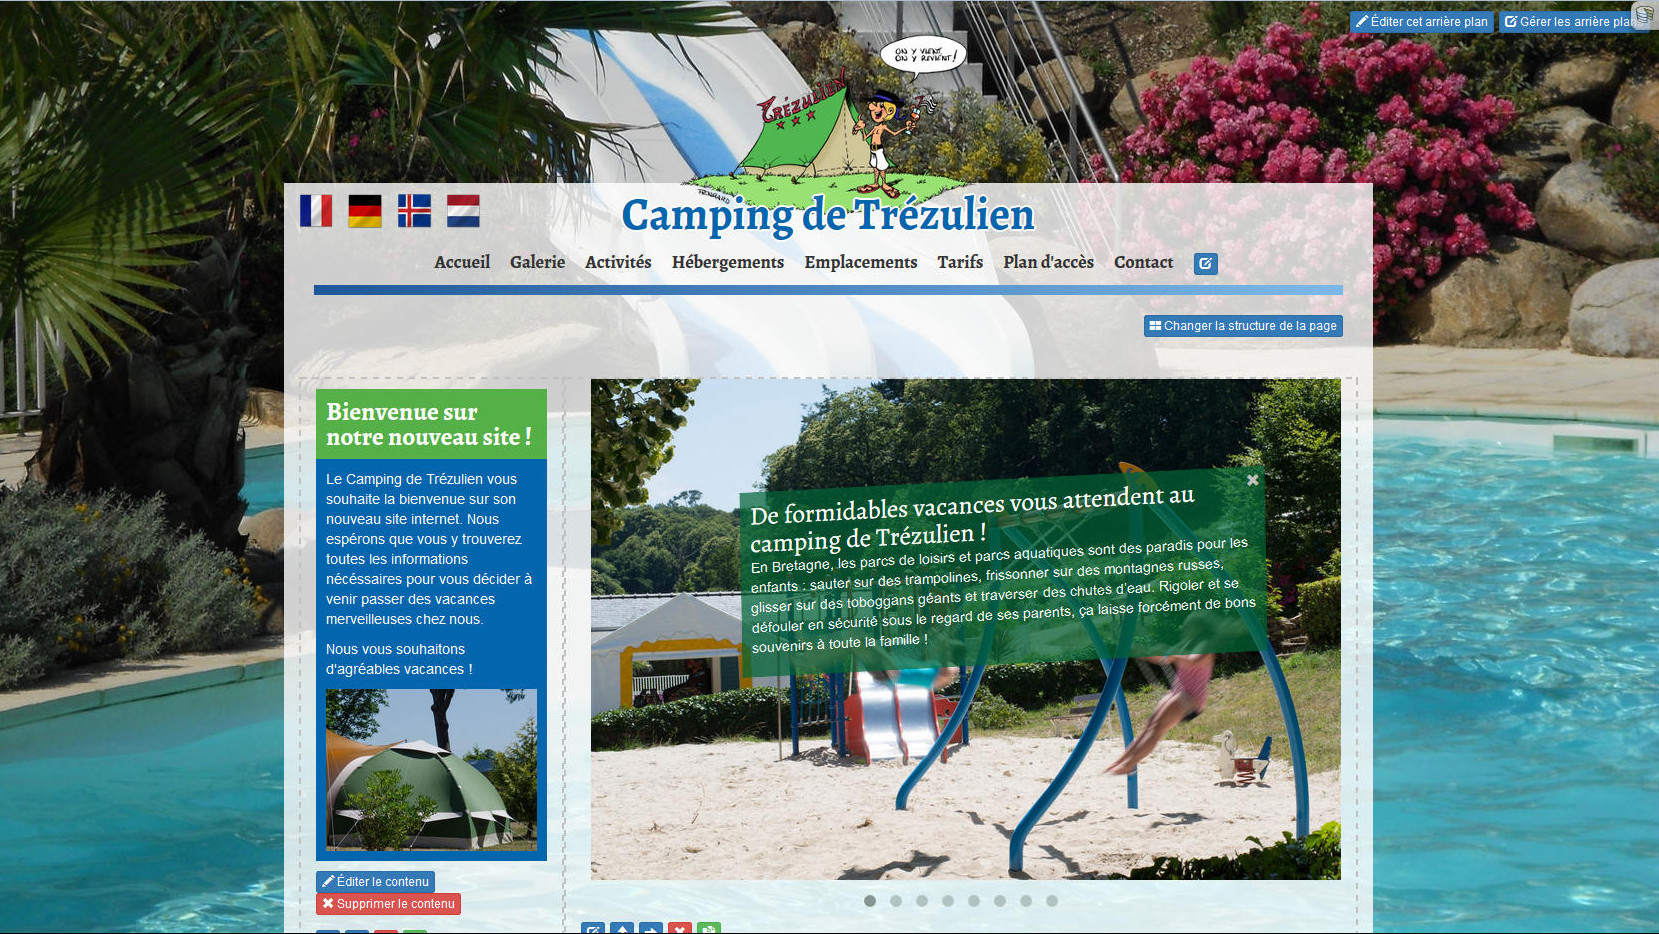 Éditer cet arrière plan
Gérer les arrière plan
ON Y VIENT,
ON Y REVIENT!
TRÉZULIEN
Camping de Trézulien
Accueil Galerie Activités Hébergements Emplacements Tarifs Plan d'accès Contact
Changer la structure de la page
Bienvenue sur
notre nouveau site !
Le Camping de Trézulien vous
souhaite la bienvenue sur son
nouveau site internet. Nous
espérons que vous y trouverez
toutes les informations
nécéssaires pour vous décider à
venir passer des vacances
merveilleuses chez nous.
Nous vous souhaitons
d'agréables vacances !
Éditer le contenu
Supprimer le contenu
De formidables vacances vous attendent au
camping de Trézulien !
En Bretagne, les parcs de loisirs et parcs aquatiques sont des paradis pour les
enfants : sauter sur des trampolines, frissonner sur des montagnes russes,
glisser sur des toboggans géants et traverser des chutes d'eau. Rigoler et se
défouler en sécurité sous le regard de ses parents, ça laisse forcément de bons
souvenirs à toute la famille !